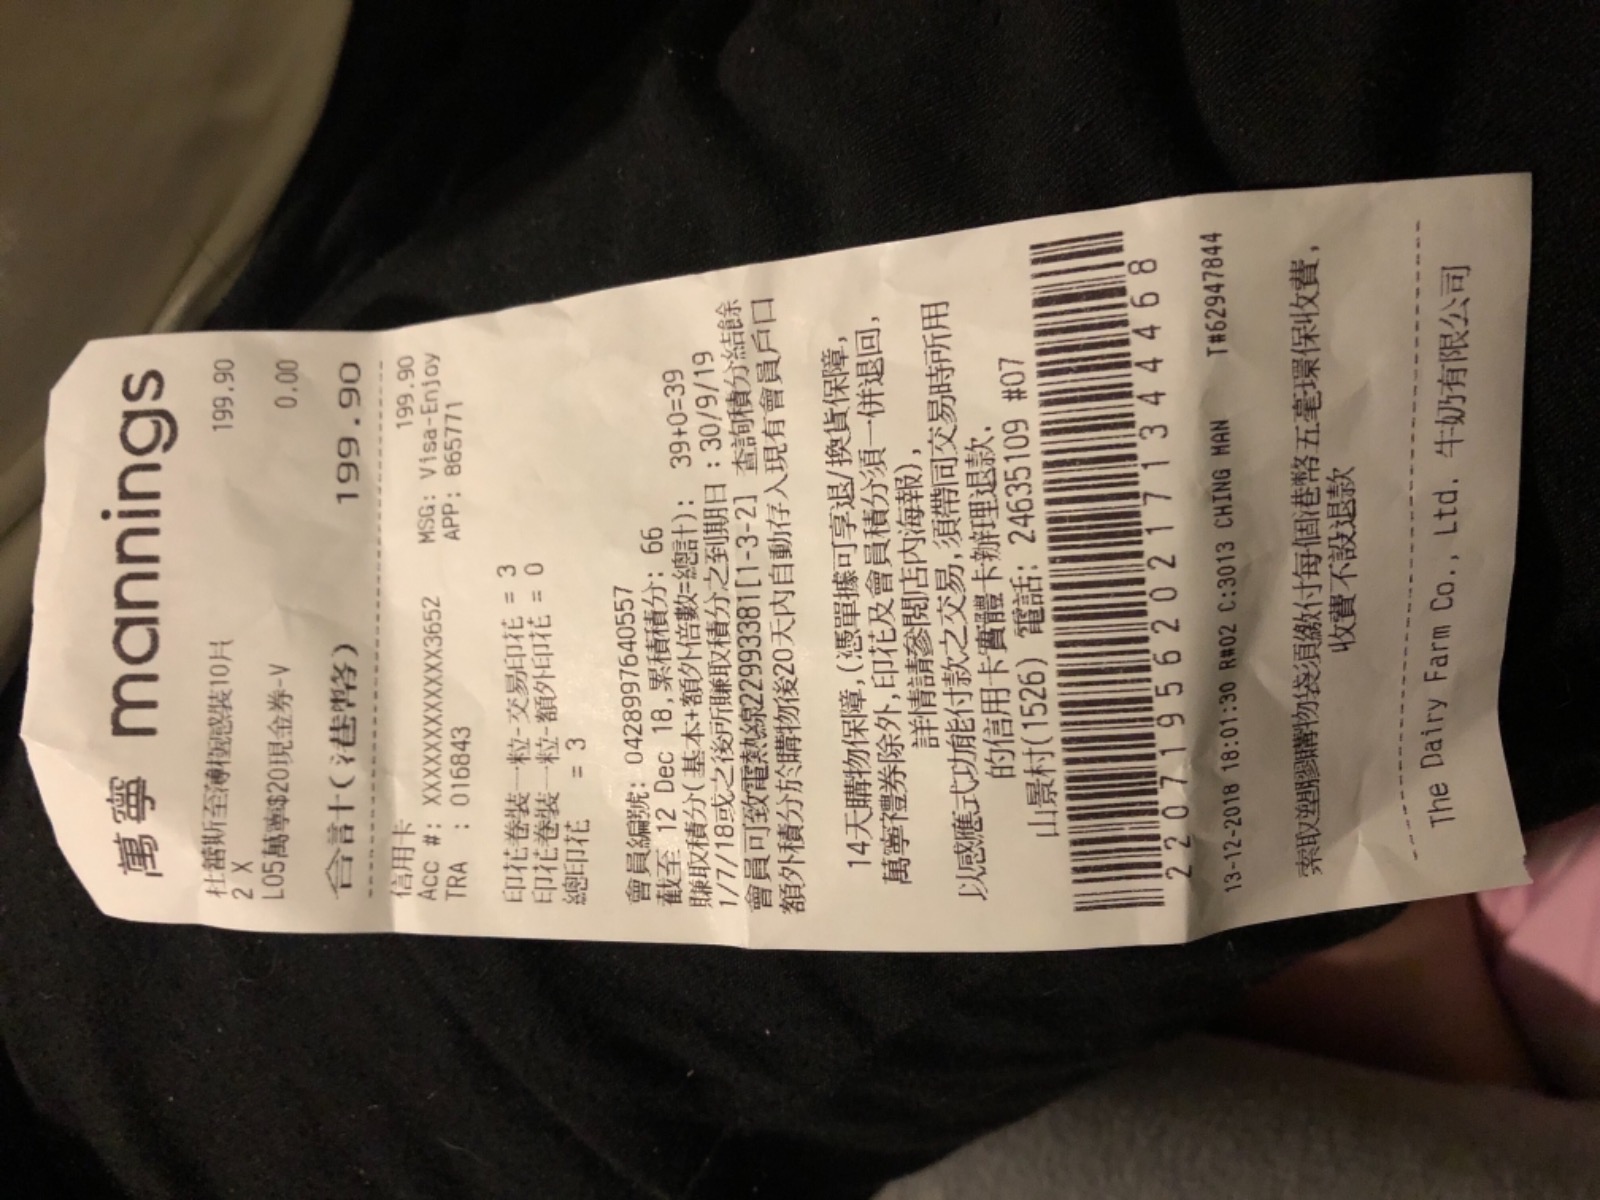 萬寧 mannings
杜蕾斯至薄極感裝10片 199.90
2 X
L05萬寧$20現金券-V 0.00
合計(港幣) 199.90
信用卡 199.90
Acc #: XXXXXXXXXXXX3652 MSG: Visa-Enjoy
TRA : 016843 APP: 865771
印花卷裝一粒-交易印花 = 3
印花卷裝一粒-額外印花 = 0
總印花 = 3
會員編號: 0428997640557
截至 12 Dec 18,累積積分: 66
賺取積分(基本+額外倍數=總計): 39+0=39
1/7/18或之後所賺取積分之到期日：30/9/19
會員可致電熱線22993381[1-3-2] 查詢積分結餘
額外積分於購物後20天內自動存入現有會員戶口
14天購物保障,(憑單據可享退/換貨保障,
萬寧禮券除外,印花及會員積分須一併退回,
詳情請參閱店內海報),
以感應式功能付款之交易,須帶同交易時所用
的信用卡實體卡辦理退款.
山景村(1526) 電話: 24635109 #07
2207195620217134​4468
13-12-2018 18:01:30 R#02 C:3013 CHING MAN T#62947844
索取塑膠購物袋須繳付每個港幣五毫環保收費,
收費不設退款
The Dairy Farm Co., Ltd. 牛奶有限公司